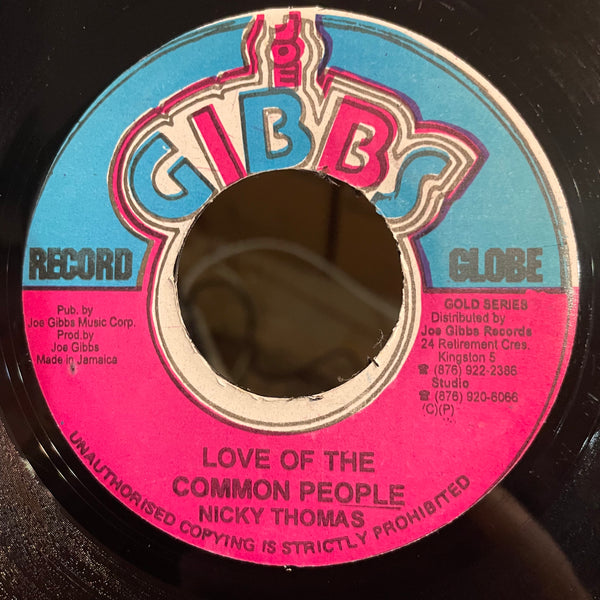 JOE
GIBBS
RECORD GLOBE
Pub. by
Joe Gibbs Music Corp.
Prod.by
Joe Gibbs
Made in Jamaica
GOLD SERIES
Distributed by
Joe Gibbs Records
24 Retirement Cres.
Kingston 5
☎ (876) 922-2386
Studio
☎ (876) 920-6066
(C)(P)
LOVE OF THE
COMMON PEOPLE
NICKY THOMAS
UNAUTHORISED COPYING IS STRICTLY PROHIBITED